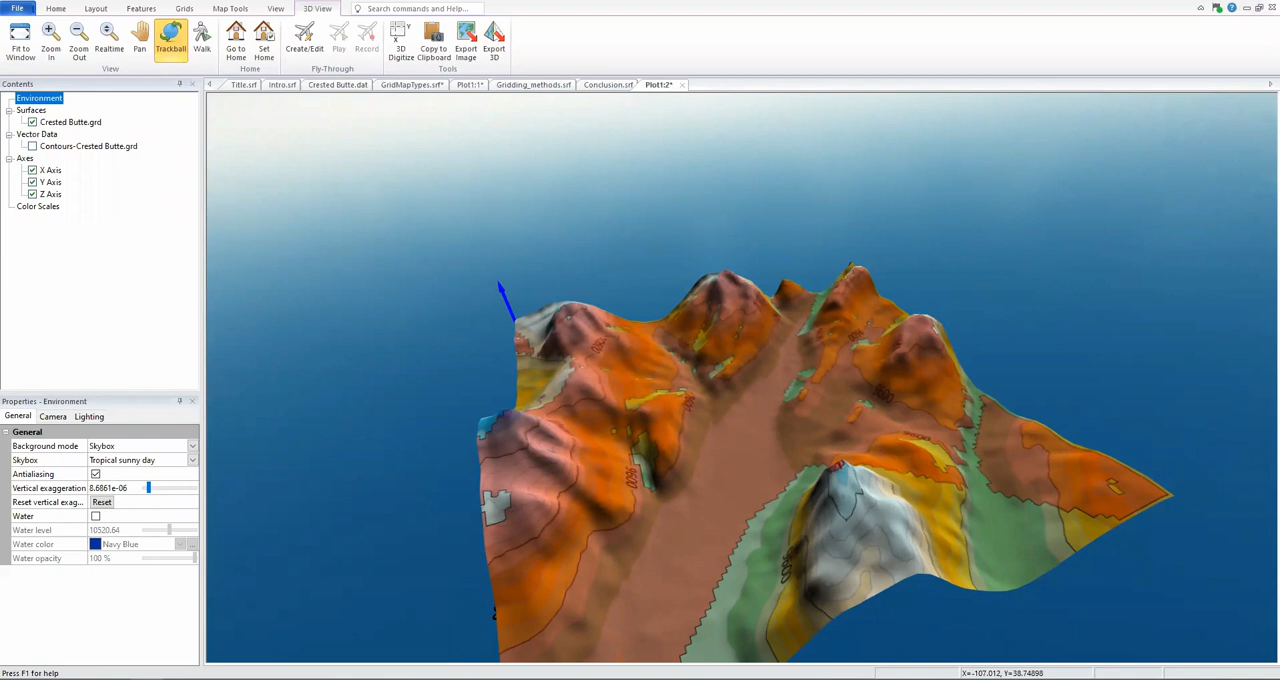 File Home Layout Features Grids Map Tools View 3D View Search commands and Help...
Fit to Window Zoom In Zoom Out Realtime Pan Trackball Walk Go to Home Set Home Create/Edit Play Record 3D Digitize Copy to Clipboard Export Image Export 3D
View Home Fly-Through Tools
Contents
Title.srf Intro.srf Crested Butte.dat GridMapTypes.srf* Plot1:1* Gridding_methods.srf Conclusion.srf Plot1:2*
Environment
Surfaces
Crested Butte.grd
Vector Data
Contours-Crested Butte.grd
Axes
X Axis
Y Axis
Z Axis
Color Scales
9600
9000
Properties - Environment
General Camera Lighting
General
Background mode Skybox
Skybox Tropical sunny day
Antialiasing
Vertical exaggeration 8.6861e-06
Reset vertical exag... Reset
Water
Water level 10520.64
Water color Navy Blue ...
Water opacity 100 %
Press F1 for help
X=-107.012, Y=38.74898